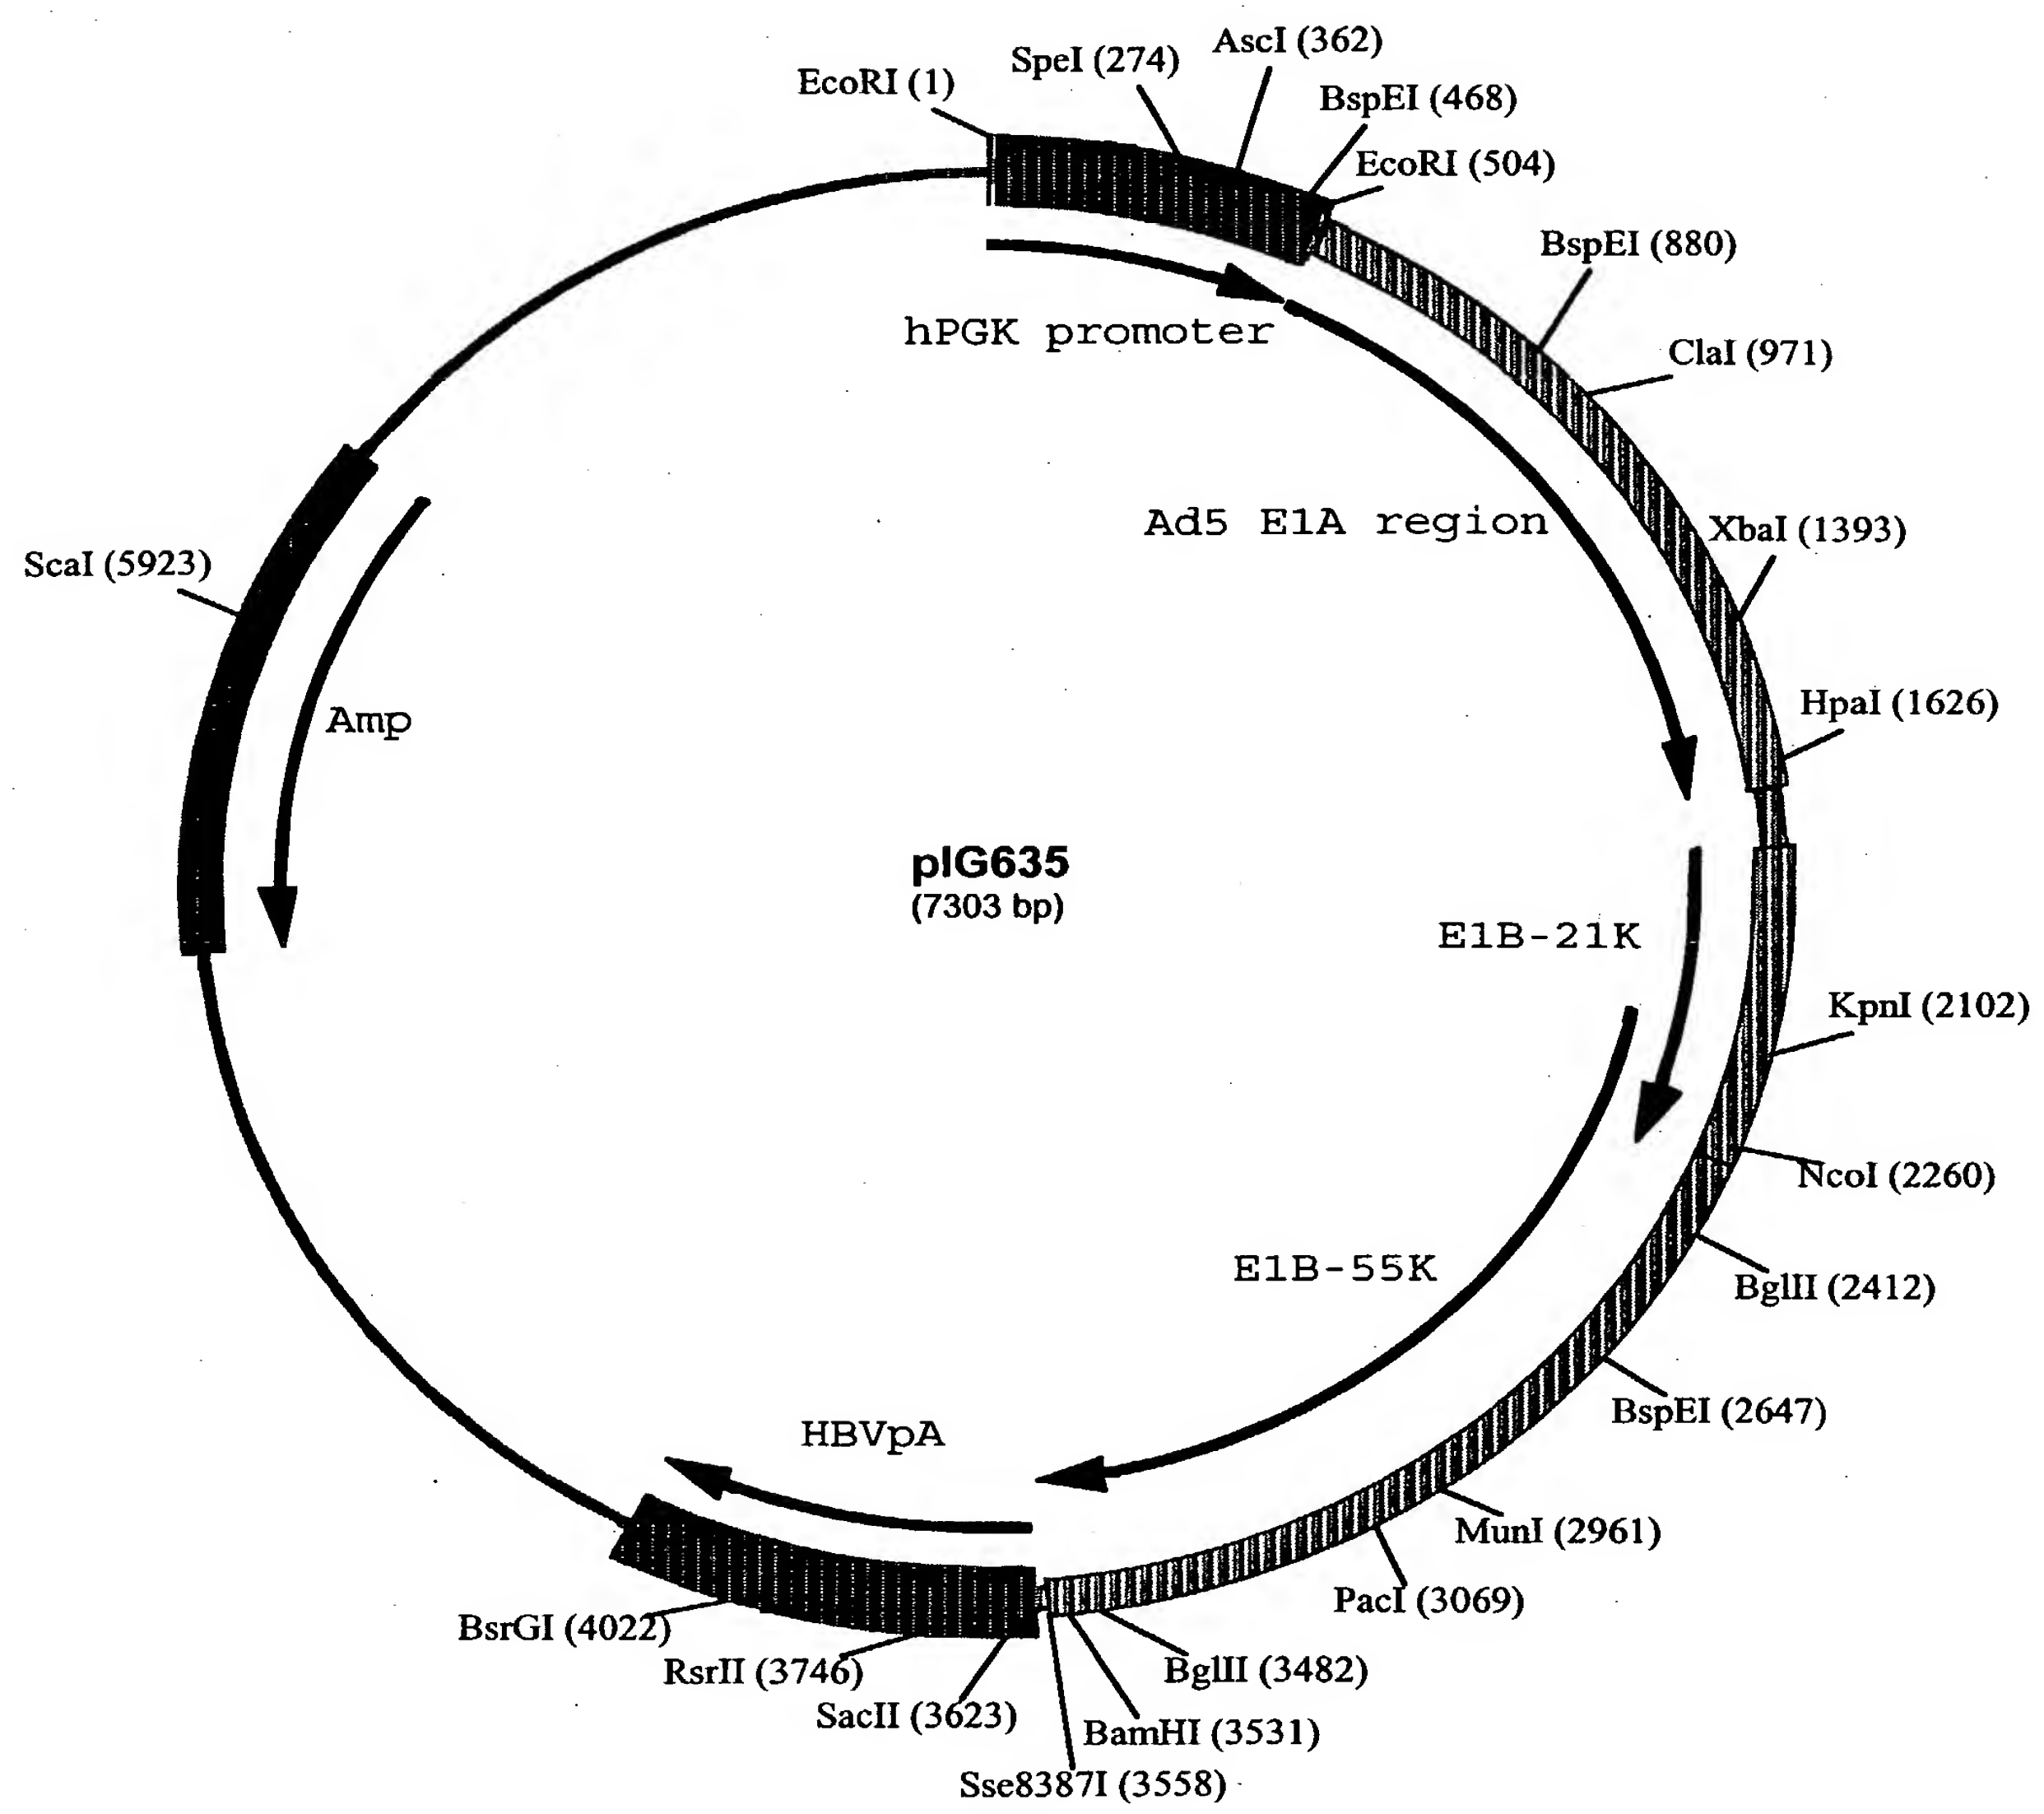 AscI (362)
SpeI (274)
EcoRI (1)
BspEI (468)
EcoRI (504)
BspEI (880)
hPGK promoter
ClaI (971)
Ad5 E1A region
XbaI (1393)
ScaI (5923)
HpaI (1626)
Amp
pIG635
(7303 bp)
E1B-21K
KpnI (2102)
NcoI (2260)
E1B-55K
BglII (2412)
BspEI (2647)
HBVpA
MunI (2961)
PacI (3069)
BsrGI (4022)
RsrII (3746)
BglII (3482)
SacII (3623)
BamHI (3531)
Sse8387I (3558)